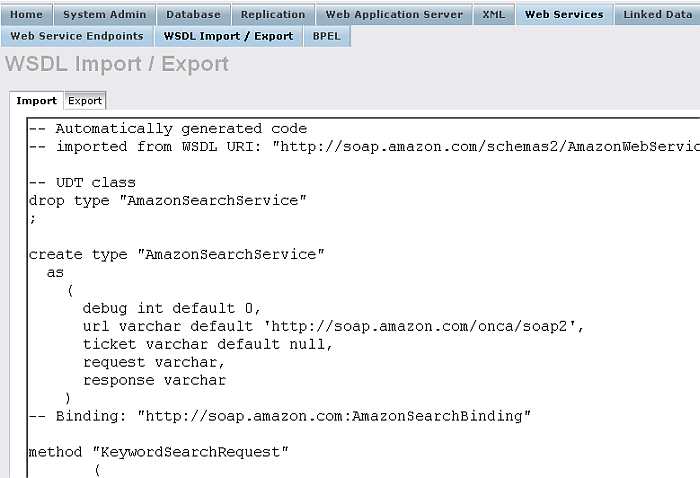 Home System Admin Database Replication Web Application Server XML Web Services Linked Data
Web Service Endpoints WSDL Import / Export BPEL
WSDL Import / Export
Import Export
-- Automatically generated code
-- imported from WSDL URI: "http://soap.amazon.com/schemas2/AmazonWebServic
-- UDT class
drop type "AmazonSearchService"
;
create type "AmazonSearchService"
as
(
debug int default 0,
url varchar default 'http://soap.amazon.com/onca/soap2',
ticket varchar default null,
request varchar,
response varchar
)
-- Binding: "http://soap.amazon.com:AmazonSearchBinding"
method "KeywordSearchRequest"
(